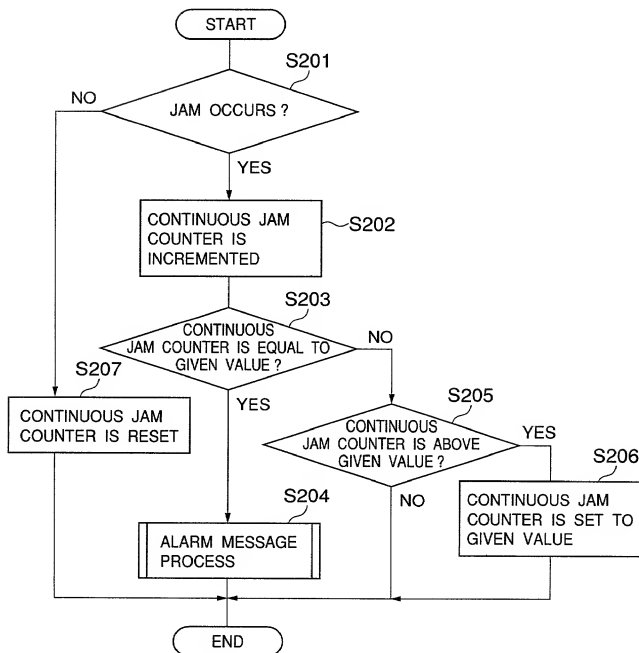 START
S201
NO
JAM OCCURS ?
YES
CONTINUOUS JAM
COUNTER IS
INCREMENTED
S202
S203
CONTINUOUS
JAM COUNTER IS EQUAL TO
GIVEN VALUE ?
NO
S207
YES
CONTINUOUS JAM
COUNTER IS RESET
S205
CONTINUOUS
JAM COUNTER IS ABOVE
GIVEN VALUE ?
YES
NO
S206
CONTINUOUS JAM
COUNTER IS SET TO
GIVEN VALUE
S204
ALARM MESSAGE
PROCESS
END